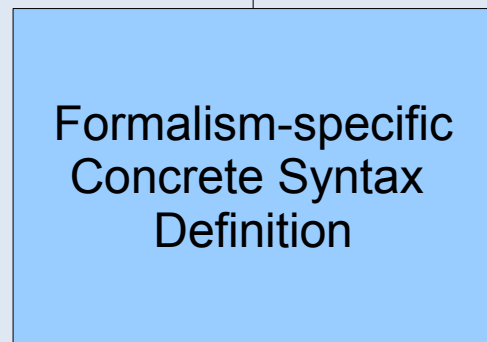 Formalism-specific
Concrete Syntax
Definition